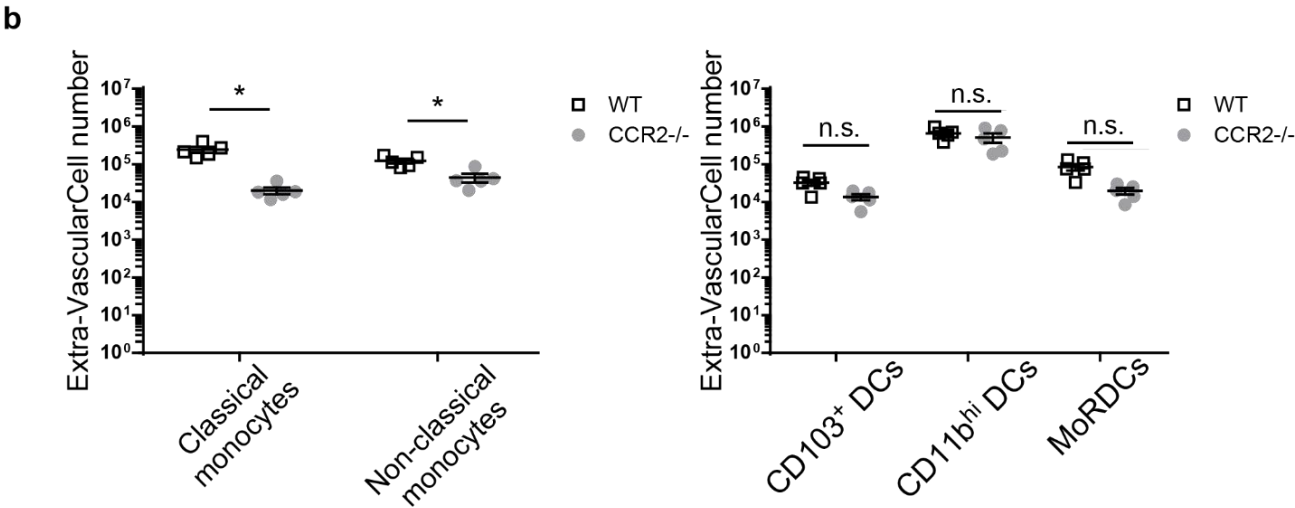 b
Extra-VascularCell number
10⁷
10⁶
10⁵
10⁴
10³
10²
10¹
10⁰
*
*
WT
CCR2-/-
Classical
monocytes
Non-classical
monocytes
Extra-VascularCell number
10⁷
10⁶
10⁵
10⁴
10³
10²
10¹
10⁰
n.s.
n.s.
n.s.
WT
CCR2-/-
CD103⁺ DCs
CD11bʰⁱ DCs
MoRDCs